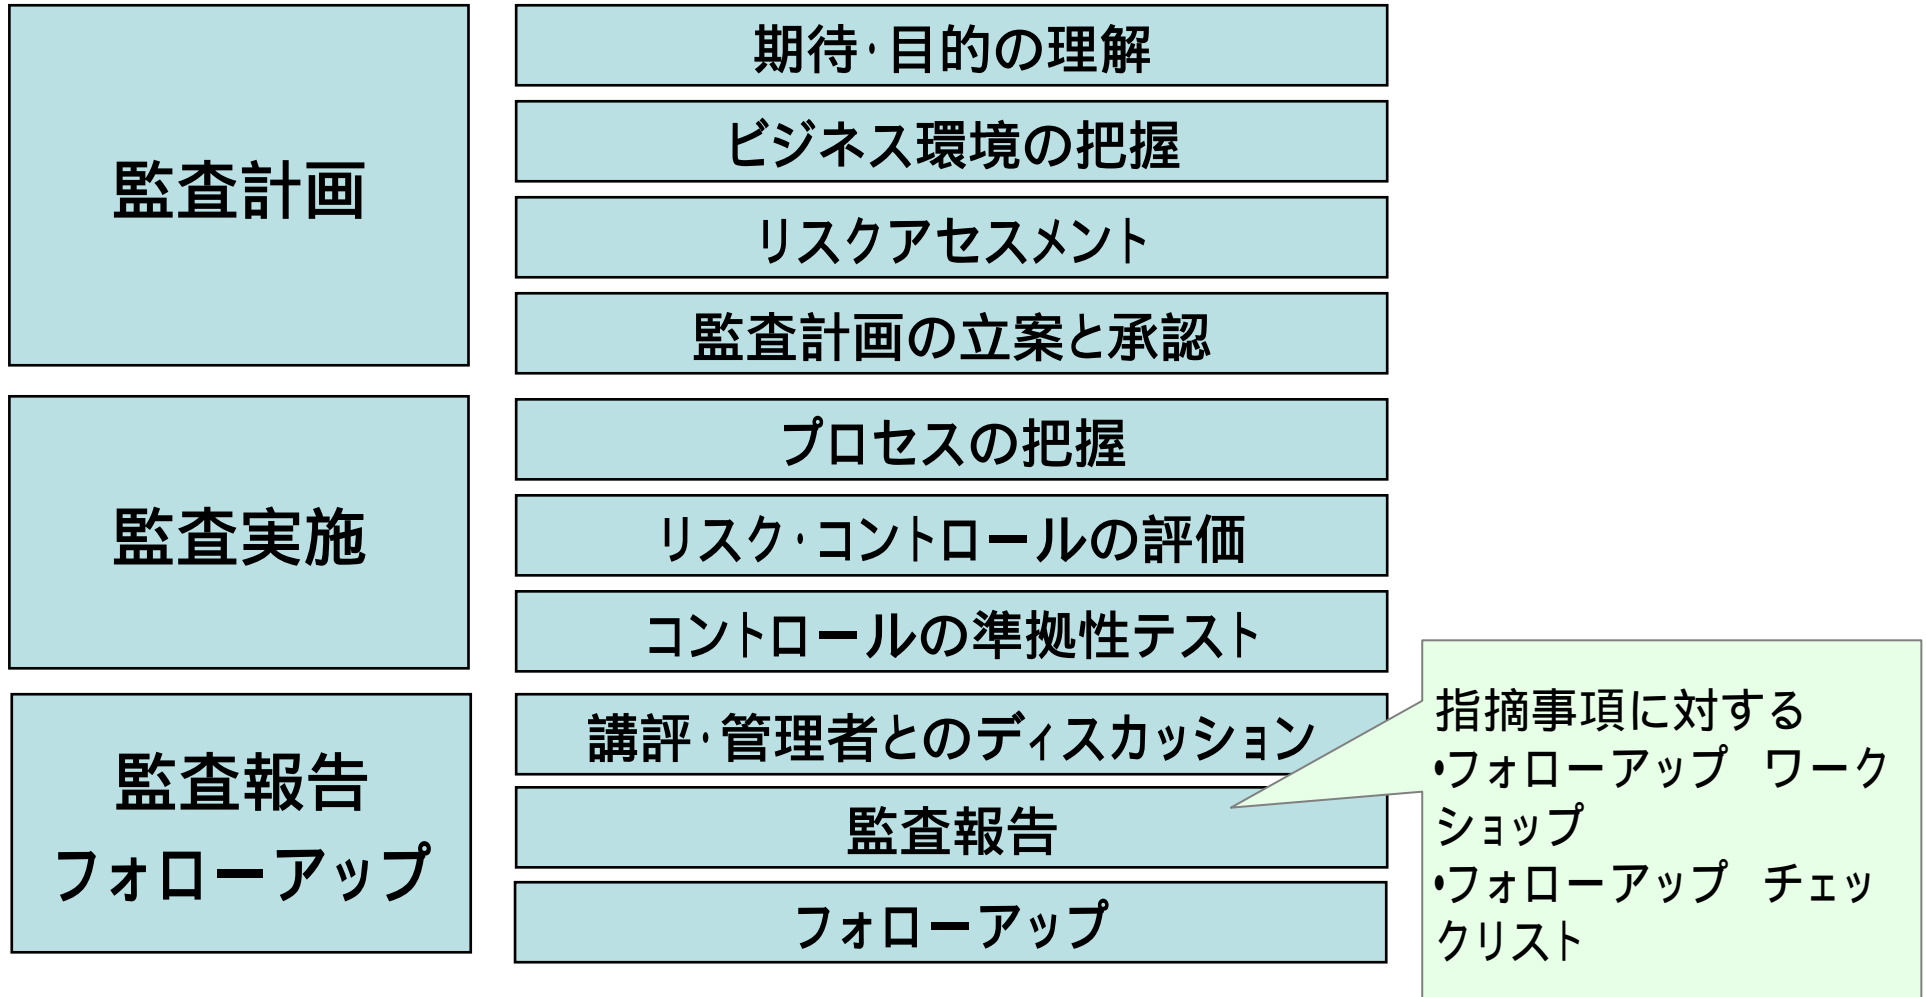 監査計画
期待・目的の理解
ビジネス環境の把握
リスクアセスメント
監査計画の立案と承認
監査実施
プロセスの把握
リスク・コントロールの評価
コントロールの準拠性テスト
監査報告
フォローアップ
講評・管理者とのディスカッション
監査報告
フォローアップ
指摘事項に対する
•フォローアップ ワーク
ショップ
•フォローアップ チェッ
クリスト